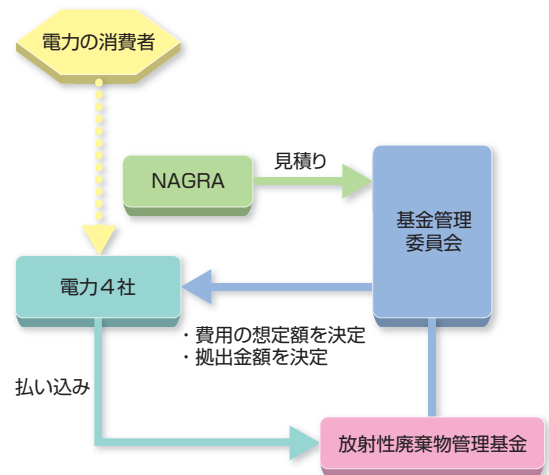 電力の消費者
見積り
NAGRA
基金管理
委員会
電力4社
・費用の想定額を決定
・拠出金額を決定
払い込み
放射性廃棄物管理基金